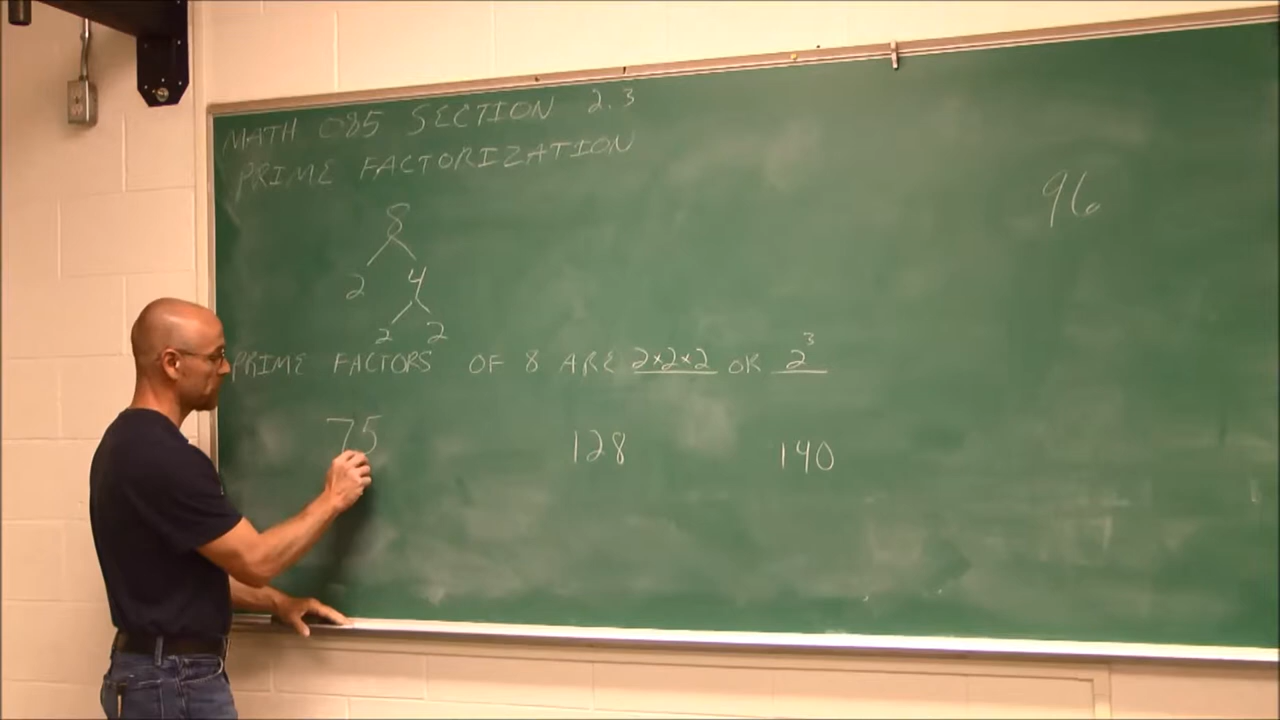 MATH 085 SECTION 2.3
PRIME FACTORIZATION
96
8
2 4
2 2
PRIME FACTORS OF 8 ARE 2×2×2 OR 2³
75 128 140